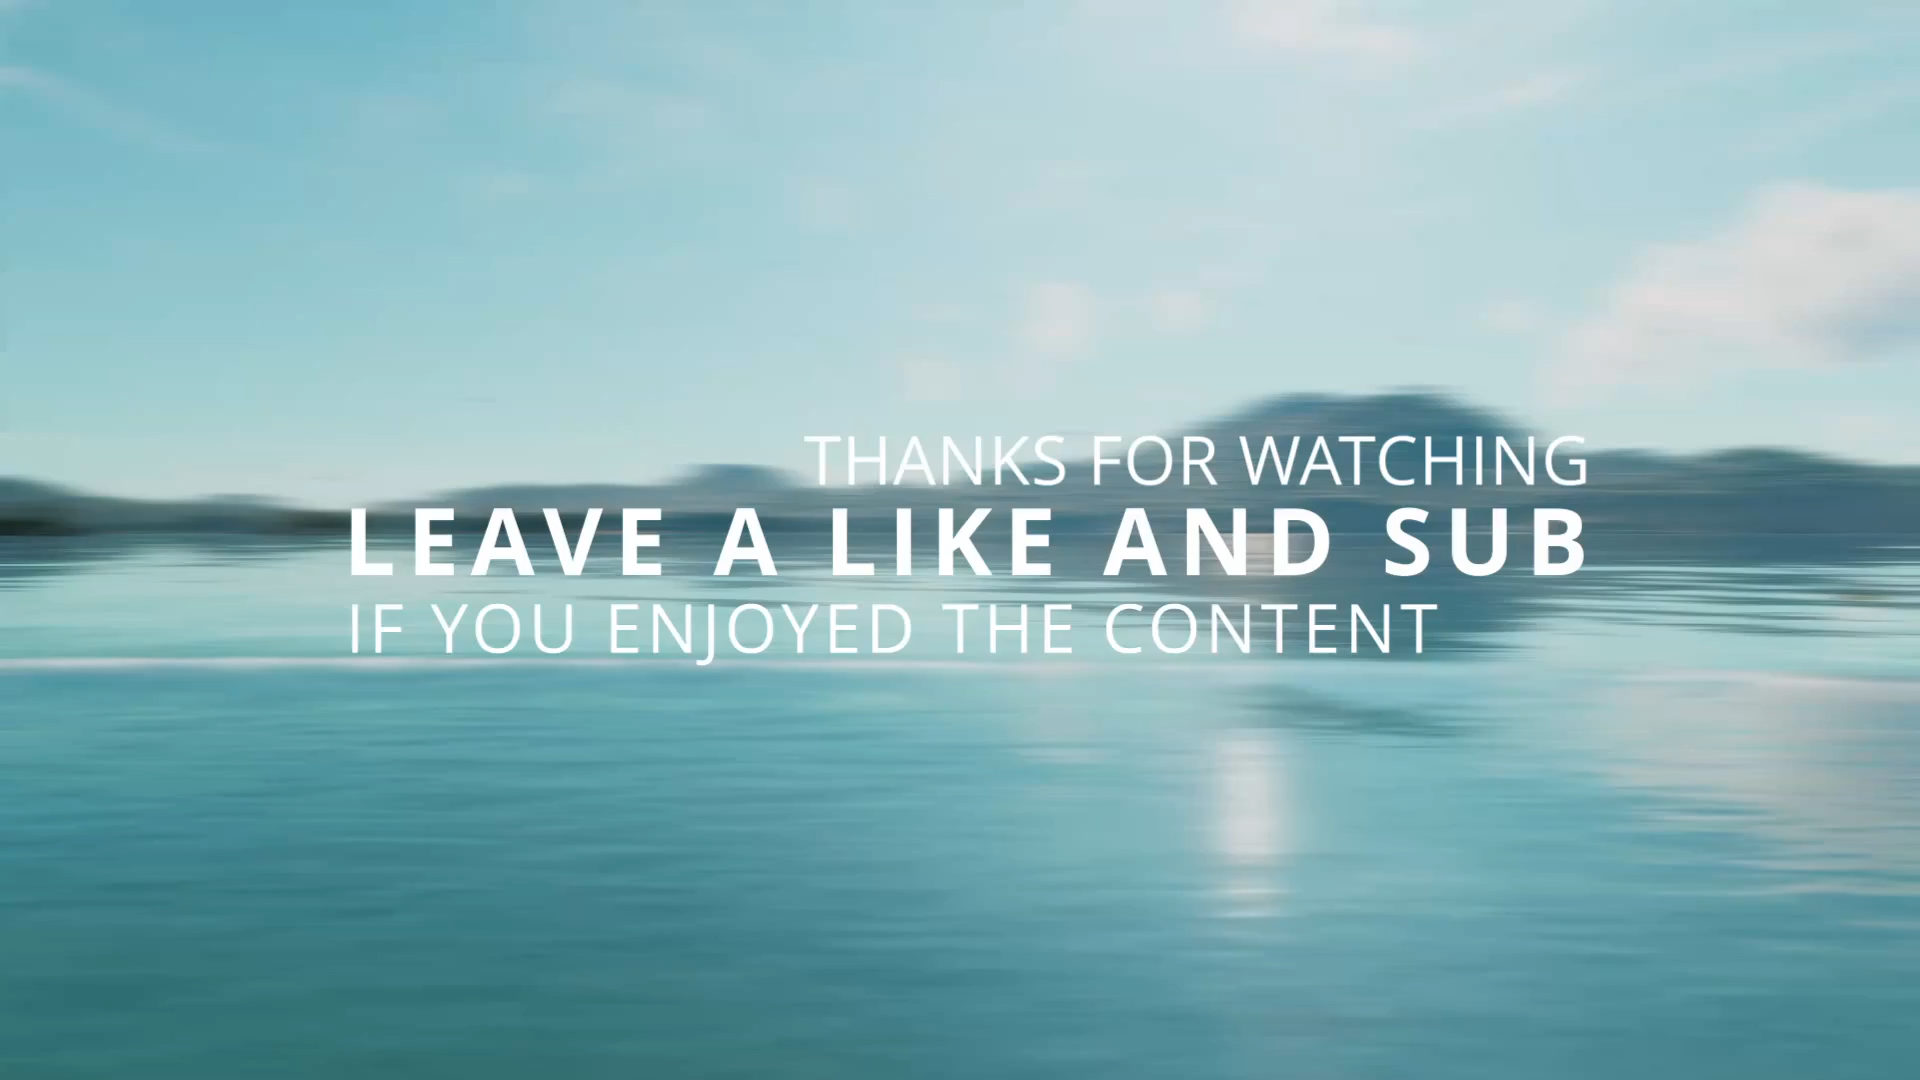 THANKS FOR WATCHING
LEAVE A LIKE AND SUB
IF YOU ENJOYED THE CONTENT